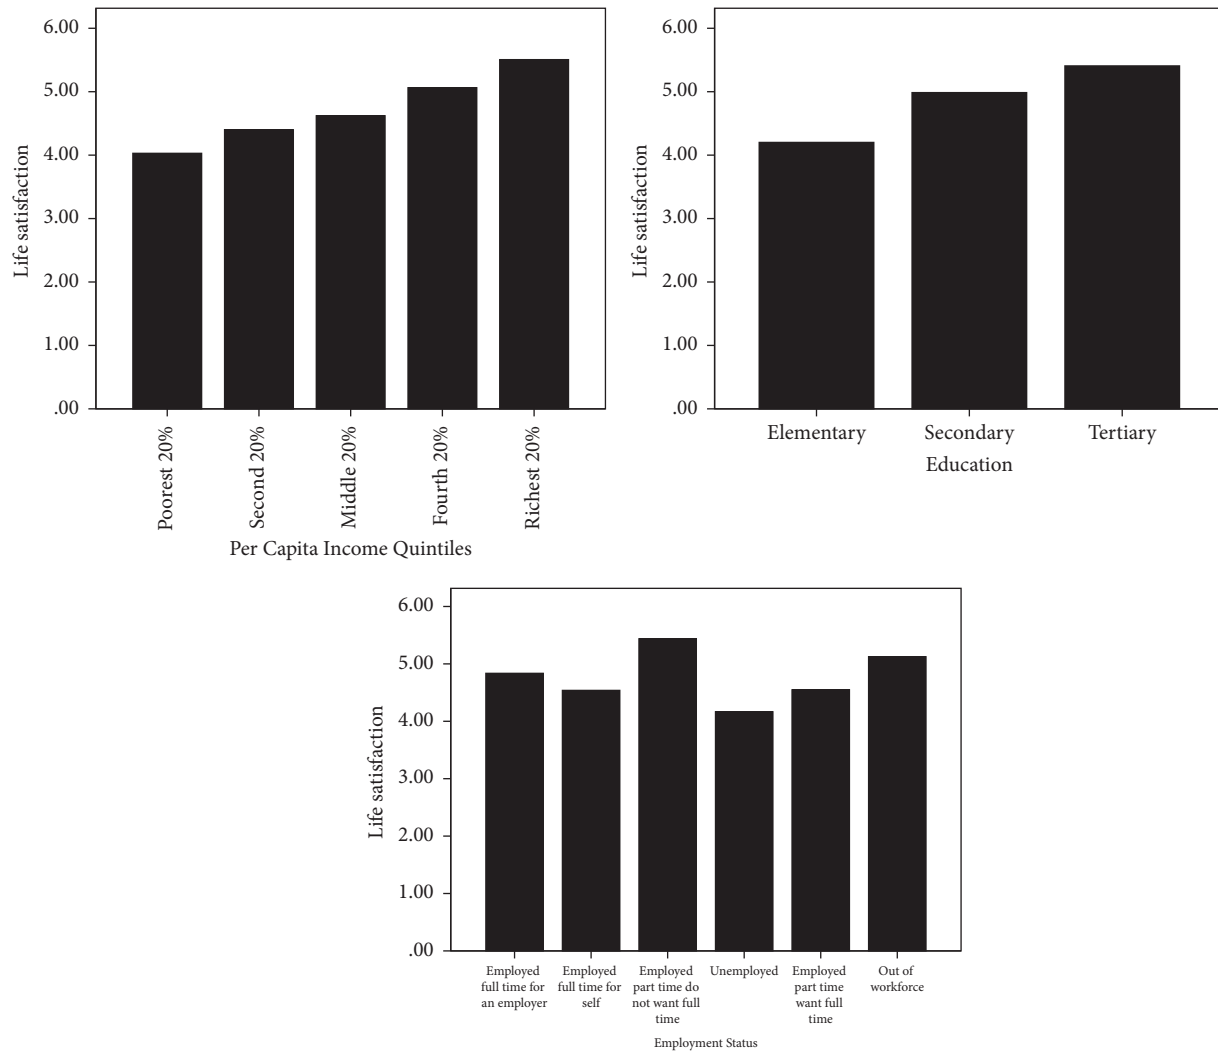 6.00
5.00
4.00
3.00
2.00
1.00
.00
Life satisfaction
Poorest 20%
Second 20%
Middle 20%
Fourth 20%
Richest 20%
Per Capita Income Quintiles
6.00
5.00
4.00
3.00
2.00
1.00
.00
Life satisfaction
Elementary
Secondary
Tertiary
Education
6.00
5.00
4.00
3.00
2.00
1.00
.00
Life satisfaction
Employed
full time for
an employer
Employed
full time for
self
Employed
part time do
not want full
time
Unemployed
Employed
part time
want full
time
Out of
workforce
Employment Status